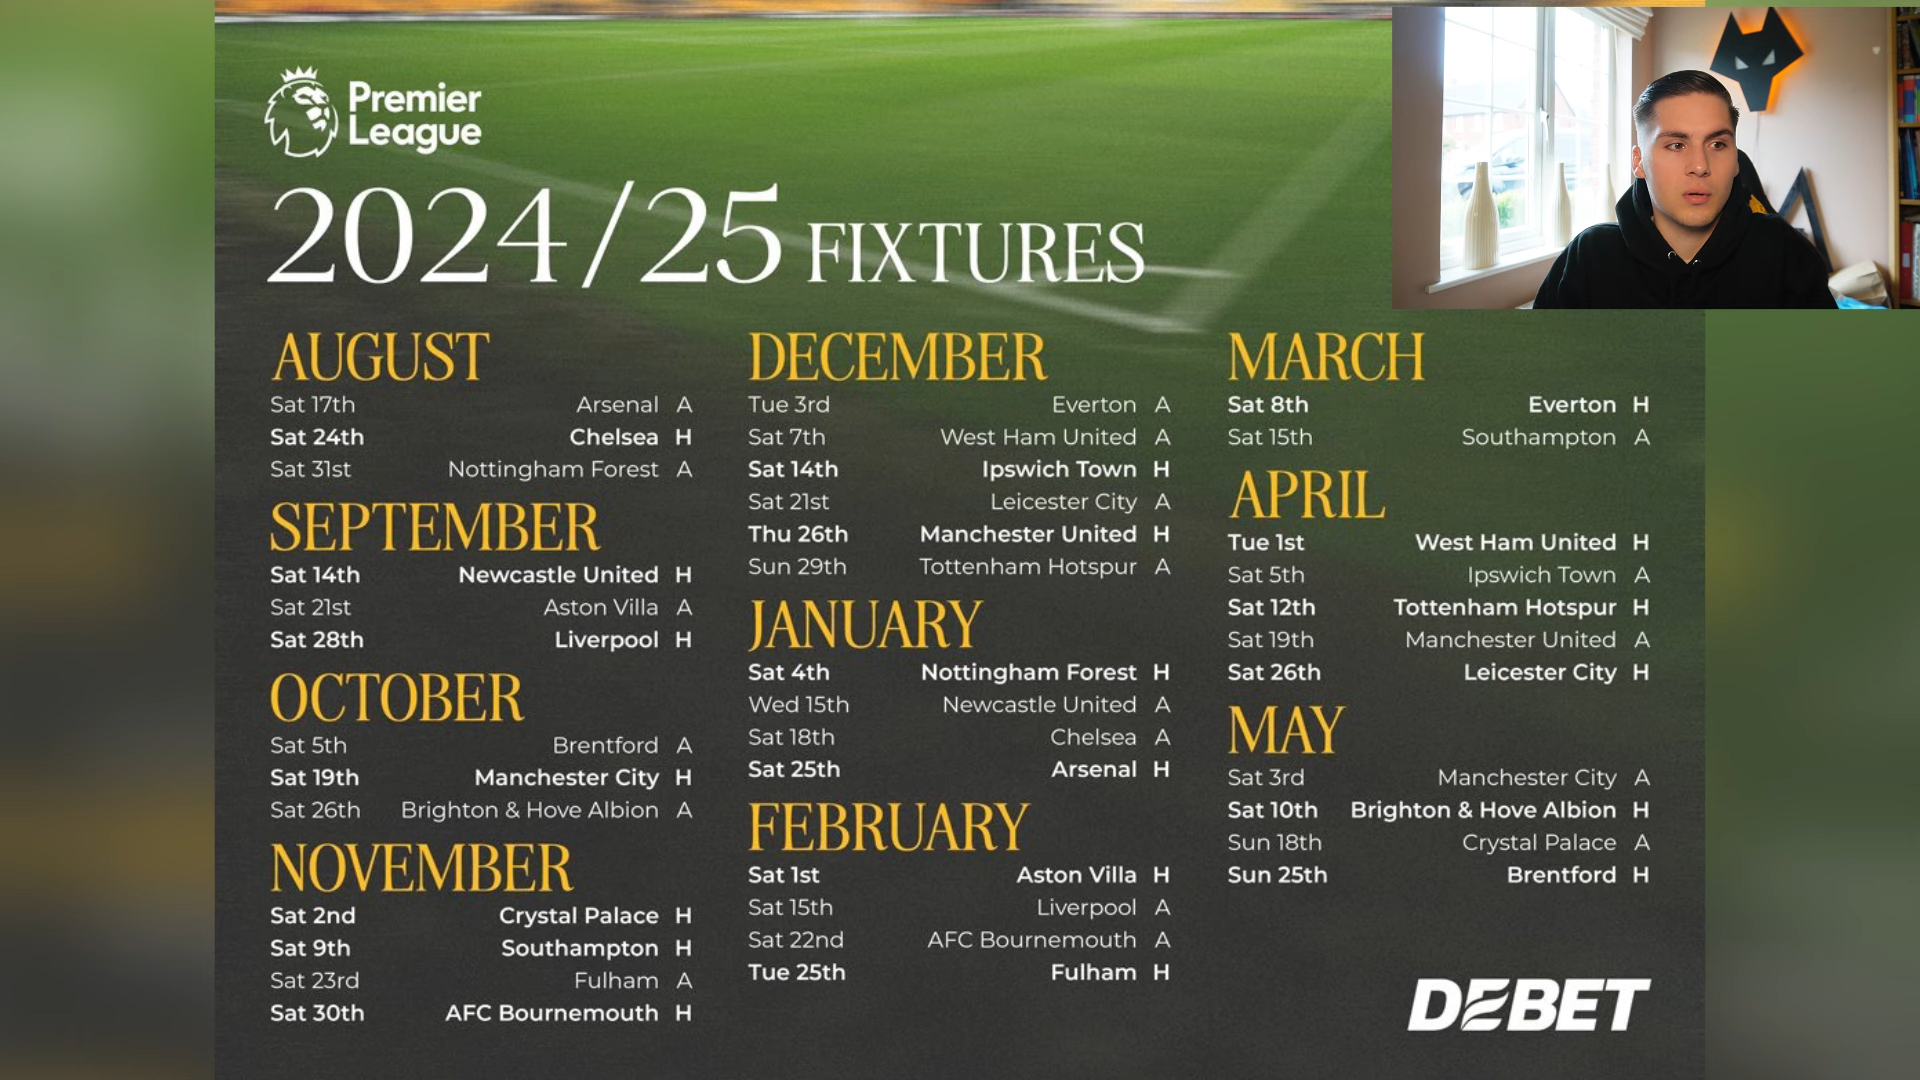 Premier
League
2024/25 FIXTURES
AUGUST
Sat 17th Arsenal A
Sat 24th Chelsea H
Sat 31st Nottingham Forest A
SEPTEMBER
Sat 14th Newcastle United H
Sat 21st Aston Villa A
Sat 28th Liverpool H
OCTOBER
Sat 5th Brentford A
Sat 19th Manchester City H
Sat 26th Brighton & Hove Albion A
NOVEMBER
Sat 2nd Crystal Palace H
Sat 9th Southampton H
Sat 23rd Fulham A
Sat 30th AFC Bournemouth H
DECEMBER
Tue 3rd Everton A
Sat 7th West Ham United A
Sat 14th Ipswich Town H
Sat 21st Leicester City A
Thu 26th Manchester United H
Sun 29th Tottenham Hotspur A
JANUARY
Sat 4th Nottingham Forest H
Wed 15th Newcastle United A
Sat 18th Chelsea A
Sat 25th Arsenal H
FEBRUARY
Sat 1st Aston Villa H
Sat 15th Liverpool A
Sat 22nd AFC Bournemouth A
Tue 25th Fulham H
MARCH
Sat 8th Everton H
Sat 15th Southampton A
APRIL
Tue 1st West Ham United H
Sat 5th Ipswich Town A
Sat 12th Tottenham Hotspur H
Sat 19th Manchester United A
Sat 26th Leicester City H
MAY
Sat 3rd Manchester City A
Sat 10th Brighton & Hove Albion H
Sun 18th Crystal Palace A
Sun 25th Brentford H
DEBET